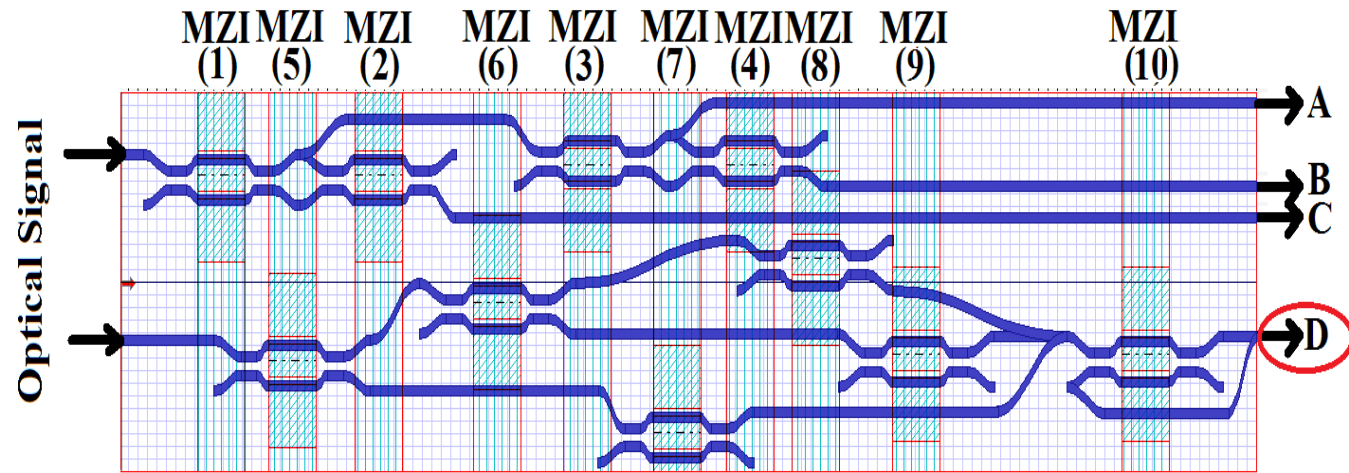 MZI MZI MZI MZI MZI MZI MZI MZI MZI MZI
(1) (5) (2) (6) (3) (7) (4) (8) (9) (10)
A
B
C
D
Optical Signal